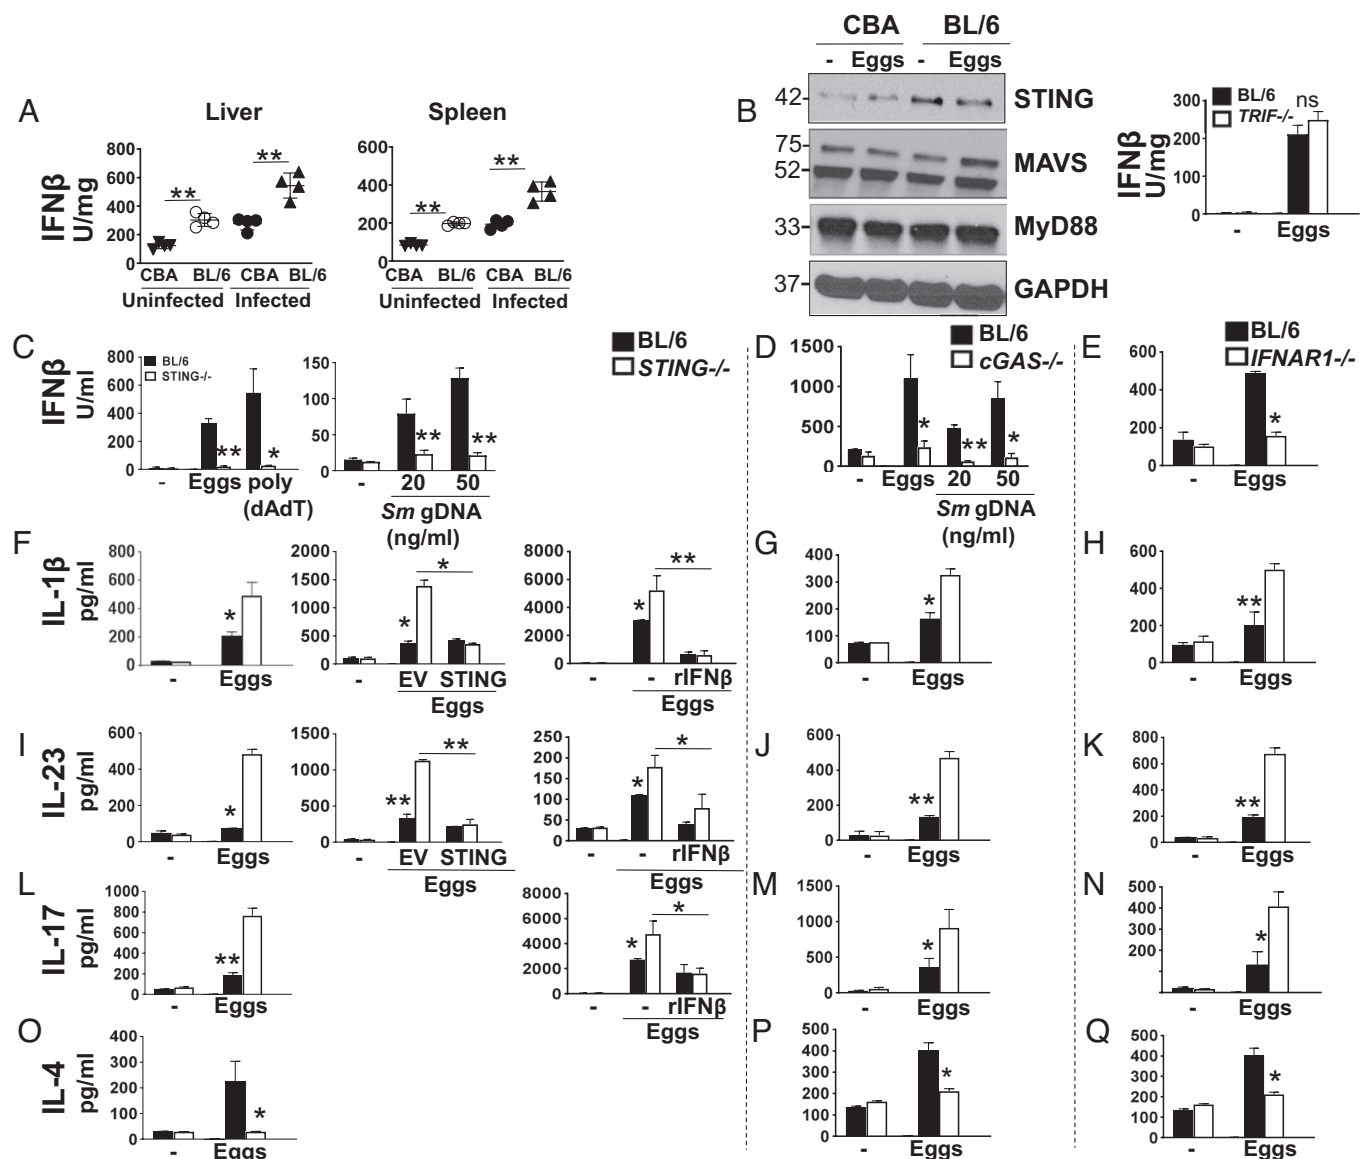 CBA BL/6
- Eggs - Eggs
A Liver Spleen
IFNβ
U/mg
800
600
400
200
0
**
**
CBA BL/6 CBA BL/6
Uninfected Infected
600
400
200
0
**
**
CBA BL/6 CBA BL/6
Uninfected Infected
B
42
STING
75
52
MAVS
33
MyD88
37
GAPDH
IFNβ
U/mg
BL/6
TRIF-/-
ns
300
200
100
0
- Eggs
C
IFNβ
U/ml
BL/6
STING-/-
800
600
400
200
0
** *
- Eggs poly
(dAdT)
150
100
50
0
** **
- 20 50
Sm gDNA
(ng/ml)
BL/6
STING-/-
D
BL/6
cGAS-/-
1500
1000
500
0
* ** *
- Eggs 20 50
Sm gDNA
(ng/ml)
E
BL/6
IFNAR1-/-
600
400
200
0
*
- Eggs
F
IL-1β
pg/ml
800
600
400
200
0
*
- Eggs
2000
1500
1000
500
0
*
*
- EV STING
Eggs
8000
6000
4000
2000
0
**
*
- - rIFNβ
Eggs
G
400
300
200
100
0
*
- Eggs
H
600
400
200
0
**
- Eggs
I
IL-23
pg/ml
600
400
200
0
*
- Eggs
1500
1000
500
0
**
**
- EV STING
Eggs
250
200
150
100
50
0
*
*
- - rIFNβ
Eggs
J
600
400
200
0
**
- Eggs
K
800
600
400
200
0
**
- Eggs
L
IL-17
pg/ml
1000
800
600
400
200
0
**
- Eggs
8000
6000
4000
2000
0
*
*
- - rIFNβ
Eggs
M
1500
1000
500
0
*
- Eggs
N
500
400
200
0
*
- Eggs
O
IL-4
pg/ml
400
300
200
100
0
*
- Eggs
P
500
400
300
200
100
0
*
- Eggs
Q
500
400
300
200
100
0
*
- Eggs